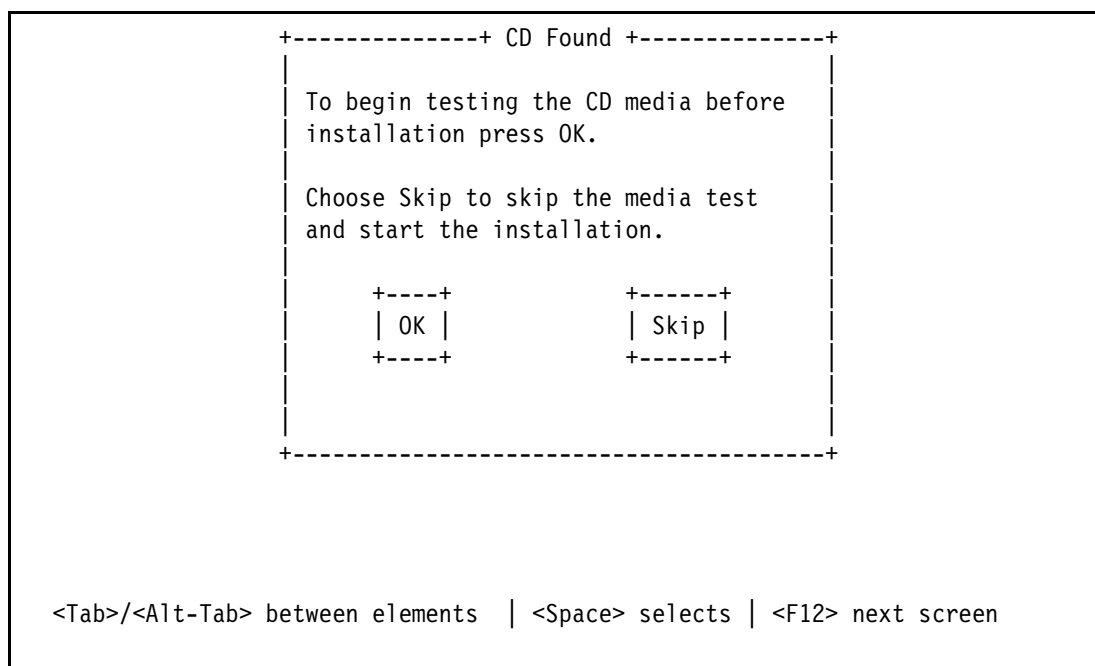 +--------------+ CD Found +--------------+
| |
| To begin testing the CD media before |
| installation press OK. |
| |
| Choose Skip to skip the media test |
| and start the installation. |
| |
| +----+ +------+ |
| | OK | | Skip | |
| +----+ +------+ |
| |
| |
+----------------------------------------+
<Tab>/<Alt-Tab> between elements | <Space> selects | <F12> next screen